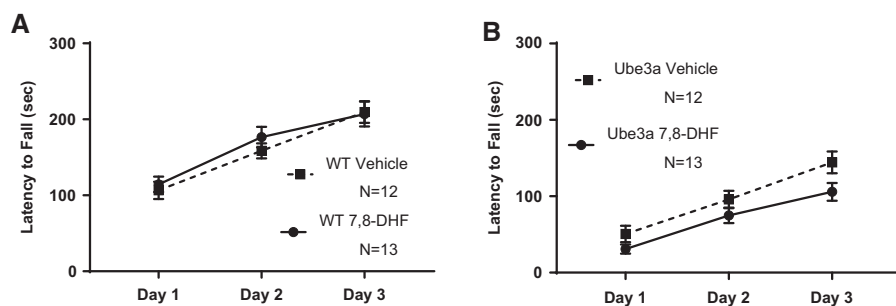 A
Latency to Fall (sec)
300
200
100
0
WT Vehicle
N=12
WT 7,8-DHF
N=13
Day 1 Day 2 Day 3
B
Latency to Fall (sec)
300
200
100
0
Ube3a Vehicle
N=12
Ube3a 7,8-DHF
N=13
Day 1 Day 2 Day 3